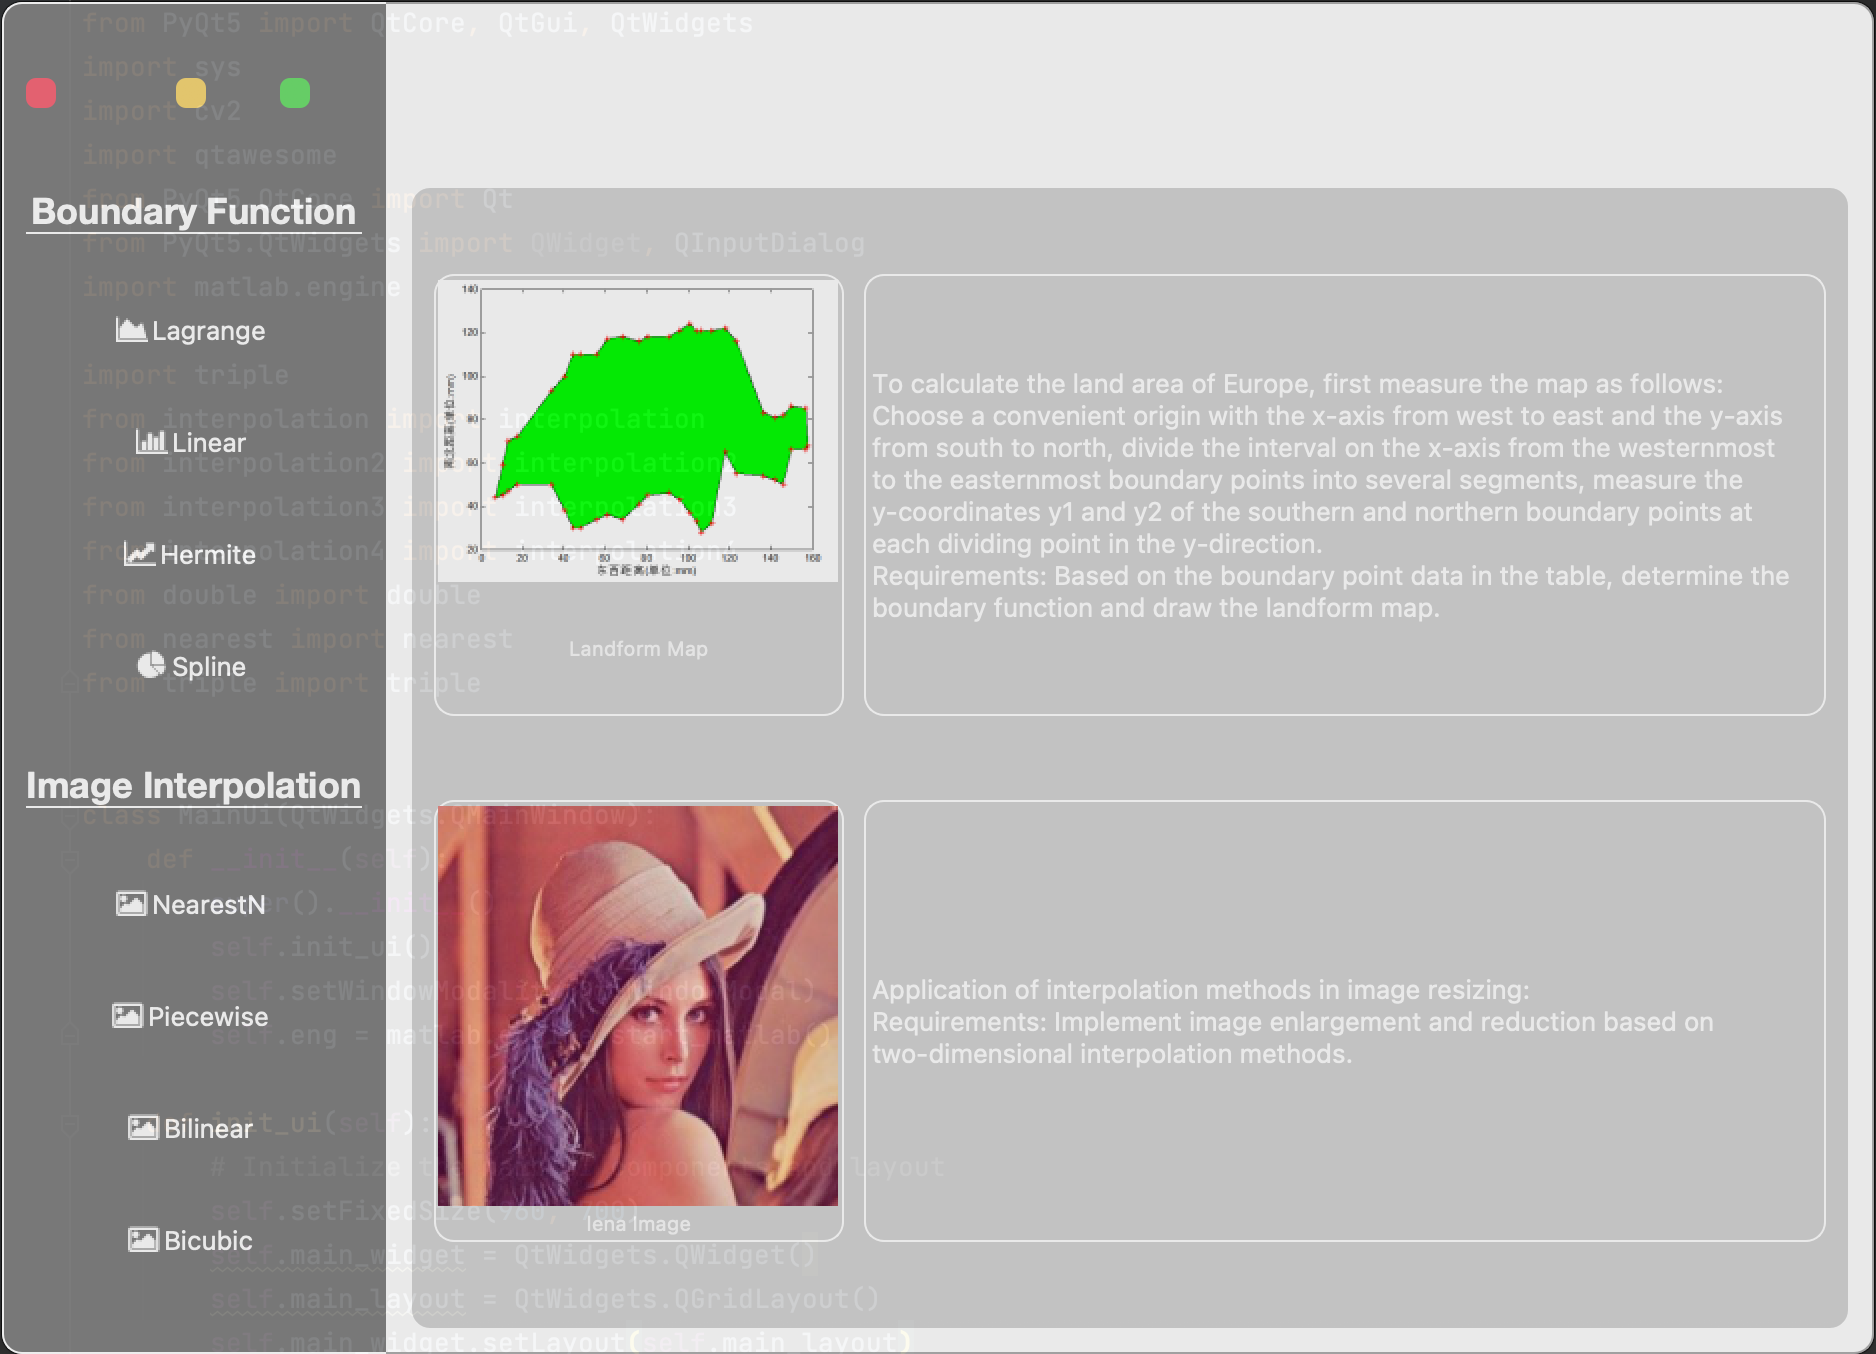 from PyQt5 import QtCore, QtGui, QtWidgets
import sys
import cv2
import qtawesome
from PyQt5.QtCore import Qt
Boundary Function
from PyQt5.QtWidgets import QWidget, QInputDialog
import matlab.engine
Lagrange
import triple
from interpolation import interpolation
Linear
from interpolation2 import interpolation
from interpolation3 import interpolation3
Hermite
from interpolation4 import interpolation4
from double import double
from nearest import nearest
Spline
from triple import triple
Image Interpolation
class MainUi(QtWidgets.QMainWindow):
def __init__(self):
NearestN
().__init__()
self.init_ui()
Piecewise
self.eng = matlab
Bilinear
init_ui(self):
# Initialize
layout
self.setFixedSize(960, 700)
Bicubic
self.main_widget = QtWidgets.QWidget()
self.main_layout = QtWidgets.QGridLayout()
self.main_widget.setLayout(self.main_layout)
140
120
100
80
60
40
20
0 20 40 60 80 100 120 140 160
东西距离(单位:mm)
南北距离(单位:mm)
Landform Map
To calculate the land area of Europe, first measure the map as follows:
Choose a convenient origin with the x-axis from west to east and the y-axis
from south to north, divide the interval on the x-axis from the westernmost
to the easternmost boundary points into several segments, measure the
y-coordinates y1 and y2 of the southern and northern boundary points at
each dividing point in the y-direction.
Requirements: Based on the boundary point data in the table, determine the
boundary function and draw the landform map.
lena Image
Application of interpolation methods in image resizing:
Requirements: Implement image enlargement and reduction based on
two-dimensional interpolation methods.